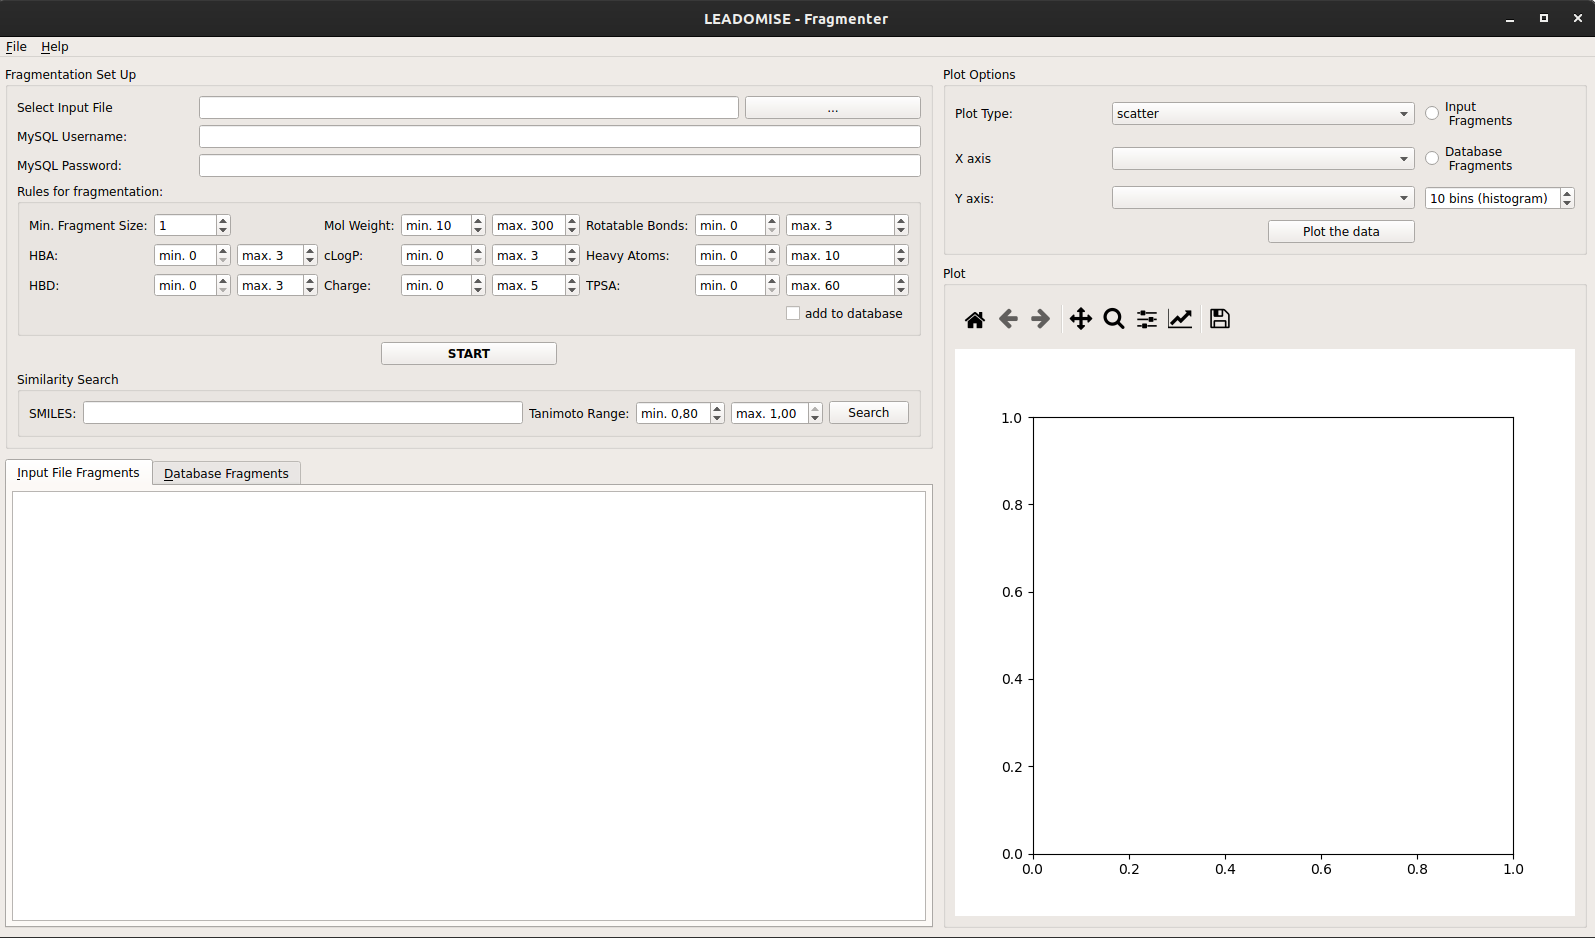 LEADOMISE - Fragmenter
File Help
Fragmentation Set Up
Select Input File ...
MySQL Username:
MySQL Password:
Rules for fragmentation:
Min. Fragment Size: 1 Mol Weight: min. 10 max. 300 Rotatable Bonds: min. 0 max. 3
HBA: min. 0 max. 3 cLogP: min. 0 max. 3 Heavy Atoms: min. 0 max. 10
HBD: min. 0 max. 3 Charge: min. 0 max. 5 TPSA: min. 0 max. 60
add to database
START
Similarity Search
SMILES: Tanimoto Range: min. 0,80 max. 1,00 Search
Input File Fragments Database Fragments
Plot Options
Plot Type: scatter Input
Fragments
X axis Database
Fragments
Y axis: 10 bins (histogram)
Plot the data
Plot
1.0
0.8
0.6
0.4
0.2
0.0
0.0 0.2 0.4 0.6 0.8 1.0